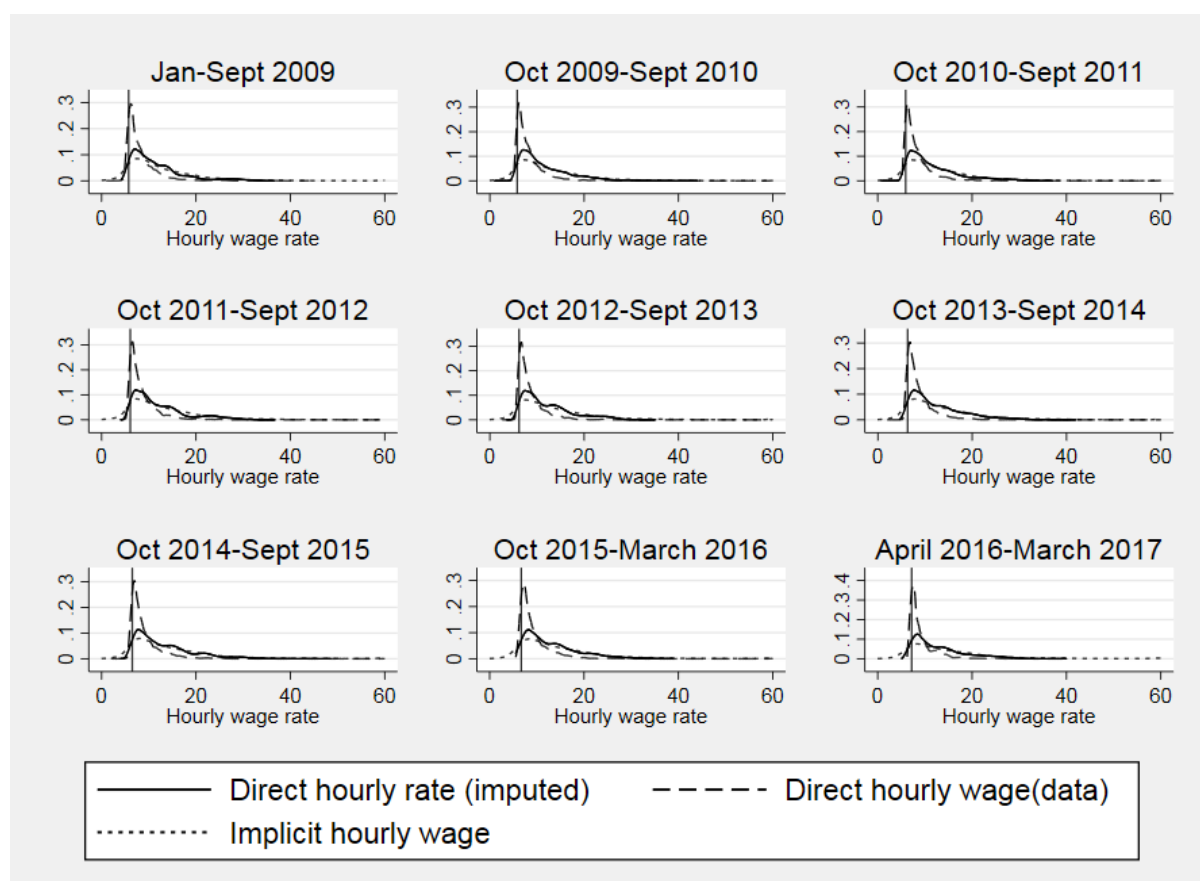 Jan-Sept 2009
Oct 2009-Sept 2010
Oct 2010-Sept 2011
0 .1 .2 .3
0 .1 .2 .3
0 .1 .2 .3
0 20 40 60
0 20 40 60
0 20 40 60
Hourly wage rate
Hourly wage rate
Hourly wage rate
Oct 2011-Sept 2012
Oct 2012-Sept 2013
Oct 2013-Sept 2014
0 .1 .2 .3
0 .1 .2 .3
0 .1 .2 .3
0 20 40 60
0 20 40 60
0 20 40 60
Hourly wage rate
Hourly wage rate
Hourly wage rate
Oct 2014-Sept 2015
Oct 2015-March 2016
April 2016-March 2017
0 .1 .2 .3
0 .1 .2 .3
0 .1 .2 .3 .4
0 20 40 60
0 20 40 60
0 20 40 60
Hourly wage rate
Hourly wage rate
Hourly wage rate
Direct hourly rate (imputed)
Direct hourly wage(data)
Implicit hourly wage